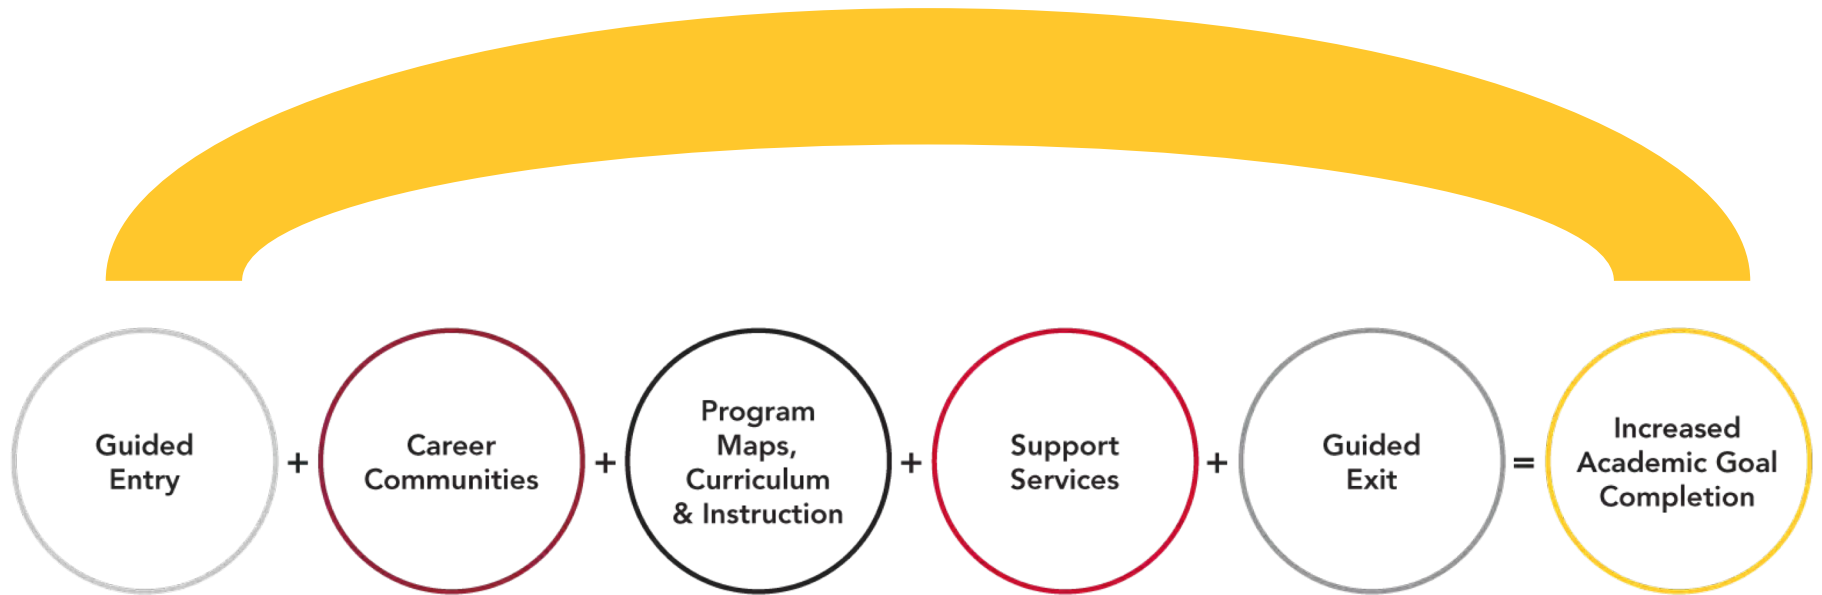 Guided
Entry
+
Career
Communities
+
Program
Maps,
Curriculum
& Instruction
+
Support
Services
+
Guided
Exit
=
Increased
Academic Goal
Completion